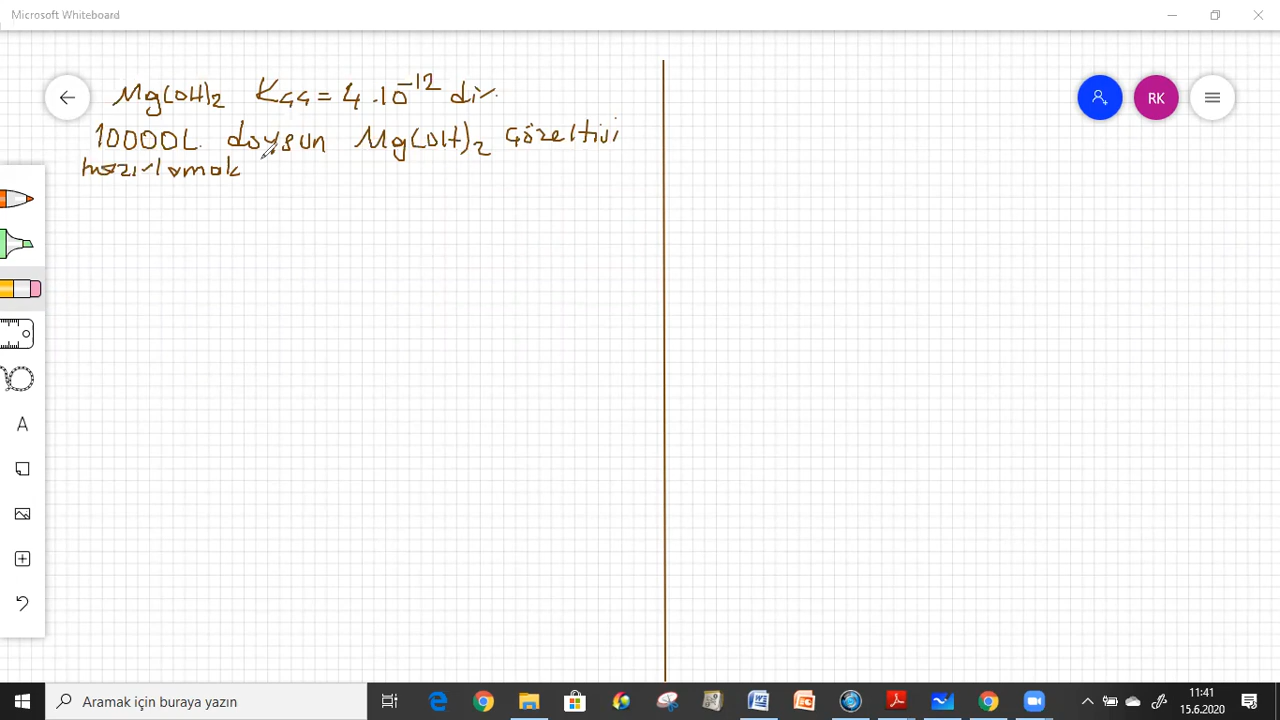 Microsoft Whiteboard
Mg(OH)2 Kçç = 4 .10^-12 dir.
10000L doygun Mg(OH)2 çözeltisi
hazırlamak
RK
A
Aramak için buraya yazın
11:41
15.6.2020